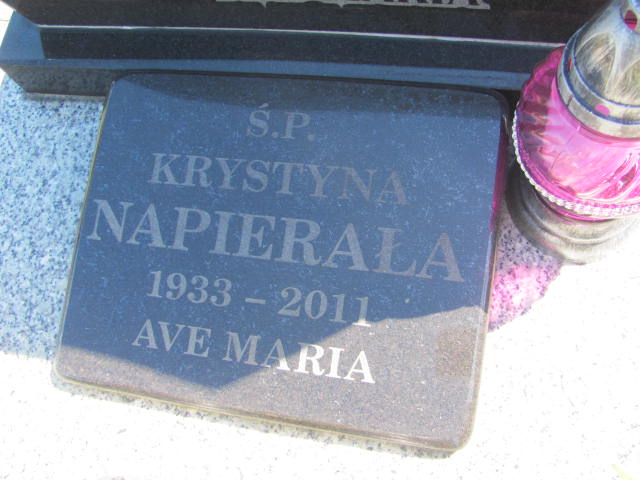 Ś.P.
KRYSTYNA
NAPIERAŁA
1933 – 2011
AVE MARIA